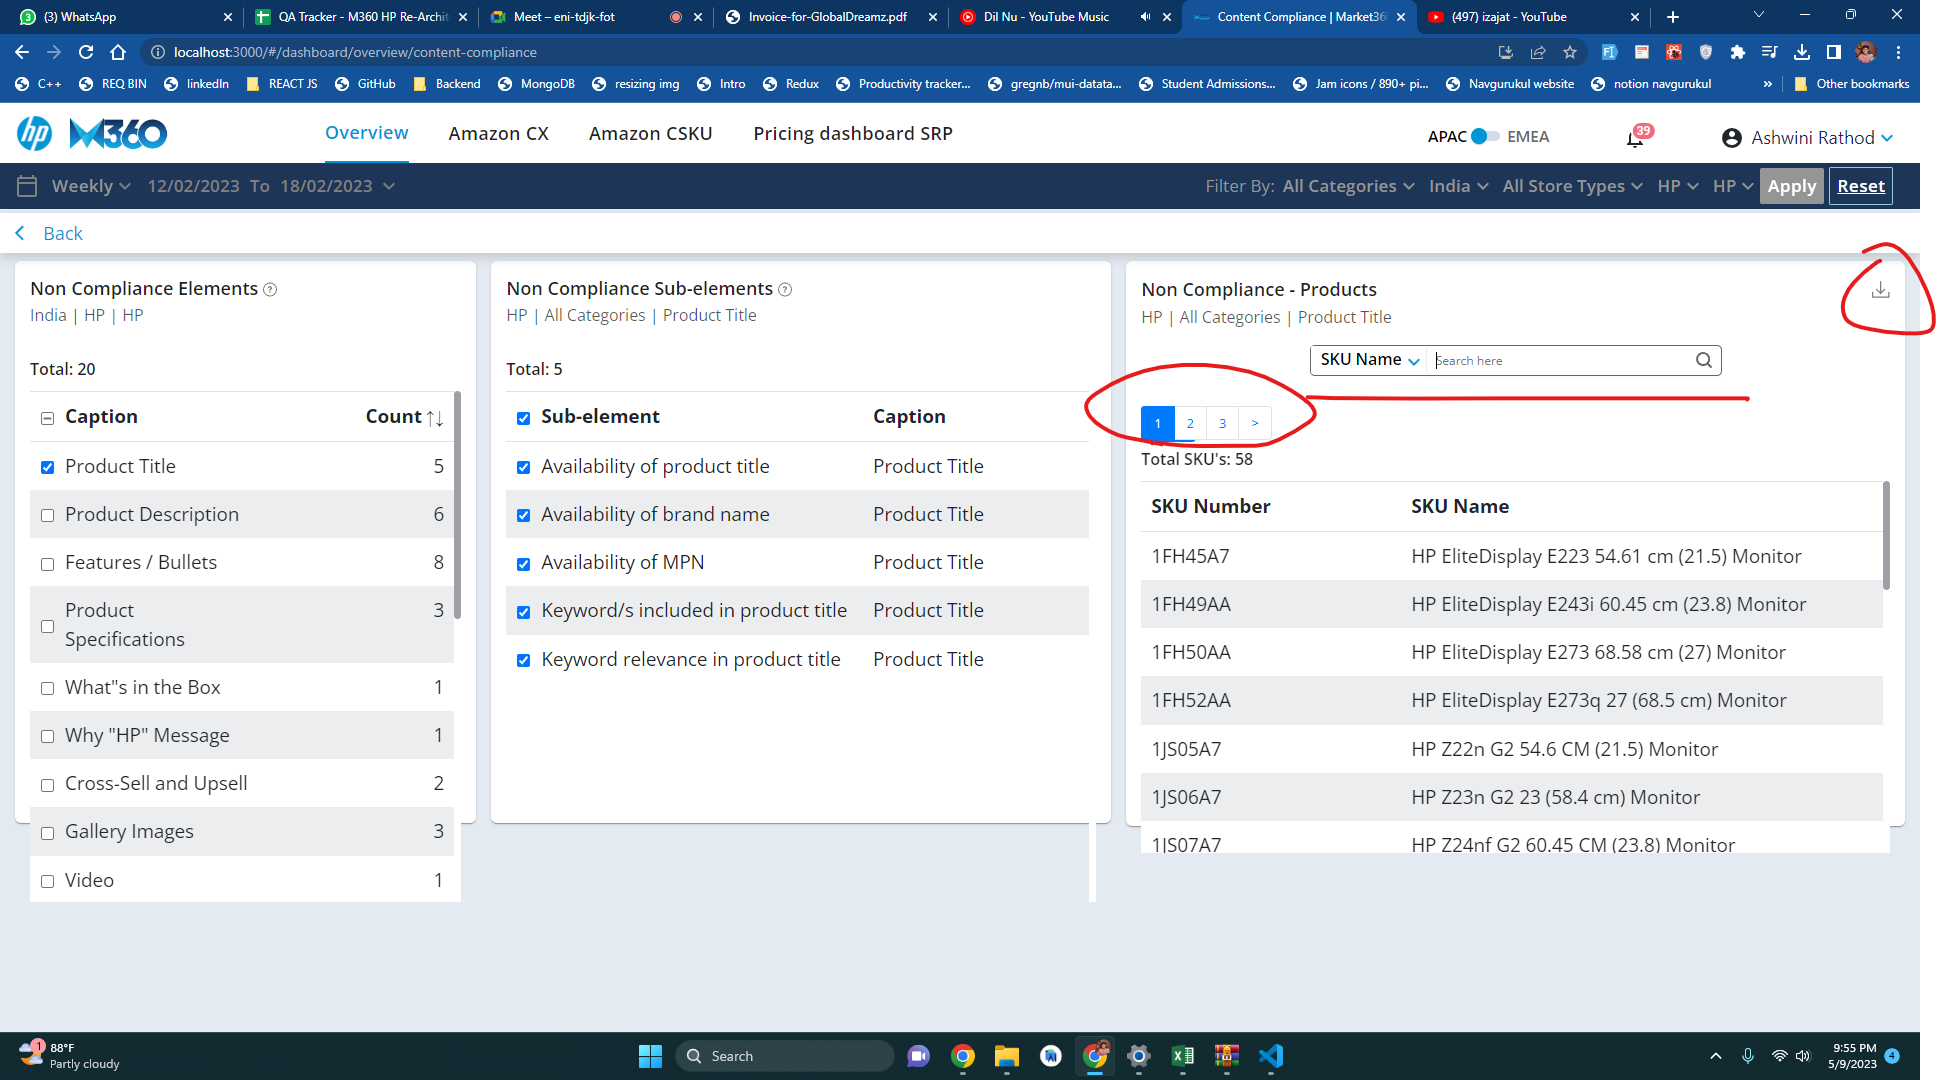 (3) WhatsApp
QA Tracker - M360 HP Re-Archit
Meet – eni-tdjk-fot
Invoice-for-GlobalDreamz.pdf
Dil Nu - YouTube Music
Content Compliance | Market36
(497) izajat - YouTube
localhost:3000/#/dashboard/overview/content-compliance
C++
REQ BIN
linkedIn
REACT JS
GitHub
Backend
MongoDB
resizing img
Intro
Redux
Productivity tracker...
gregnb/mui-datata...
Student Admissions...
Jam icons / 890+ pi...
Navgurukul website
notion navgurukul
»
Other bookmarks
hp M360
Overview
Amazon CX
Amazon CSKU
Pricing dashboard SRP
APAC
EMEA
39
Ashwini Rathod
Weekly
12/02/2023 To 18/02/2023
Filter By: All Categories
India
All Store Types
HP
HP
Apply
Reset
Back
Non Compliance Elements
India | HP | HP
Total: 20
Caption Count
Product Title 5
Product Description 6
Features / Bullets 8
Product
Specifications 3
What"s in the Box 1
Why "HP" Message 1
Cross-Sell and Upsell 2
Gallery Images 3
Video 1
Non Compliance Sub-elements
HP | All Categories | Product Title
Total: 5
Sub-element Caption
Availability of product title Product Title
Availability of brand name Product Title
Availability of MPN Product Title
Keyword/s included in product title Product Title
Keyword relevance in product title Product Title
Non Compliance - Products
HP | All Categories | Product Title
SKU Name Search here
1 2 3 >
Total SKU's: 58
SKU Number SKU Name
1FH45A7 HP EliteDisplay E223 54.61 cm (21.5) Monitor
1FH49AA HP EliteDisplay E243i 60.45 cm (23.8) Monitor
1FH50AA HP EliteDisplay E273 68.58 cm (27) Monitor
1FH52AA HP EliteDisplay E273q 27 (68.5 cm) Monitor
1JS05A7 HP Z22n G2 54.6 CM (21.5) Monitor
1JS06A7 HP Z23n G2 23 (58.4 cm) Monitor
1JS07A7 HP Z24nf G2 60.45 CM (23.8) Monitor
1
88°F
Partly cloudy
Search
9:55 PM
5/9/2023
4